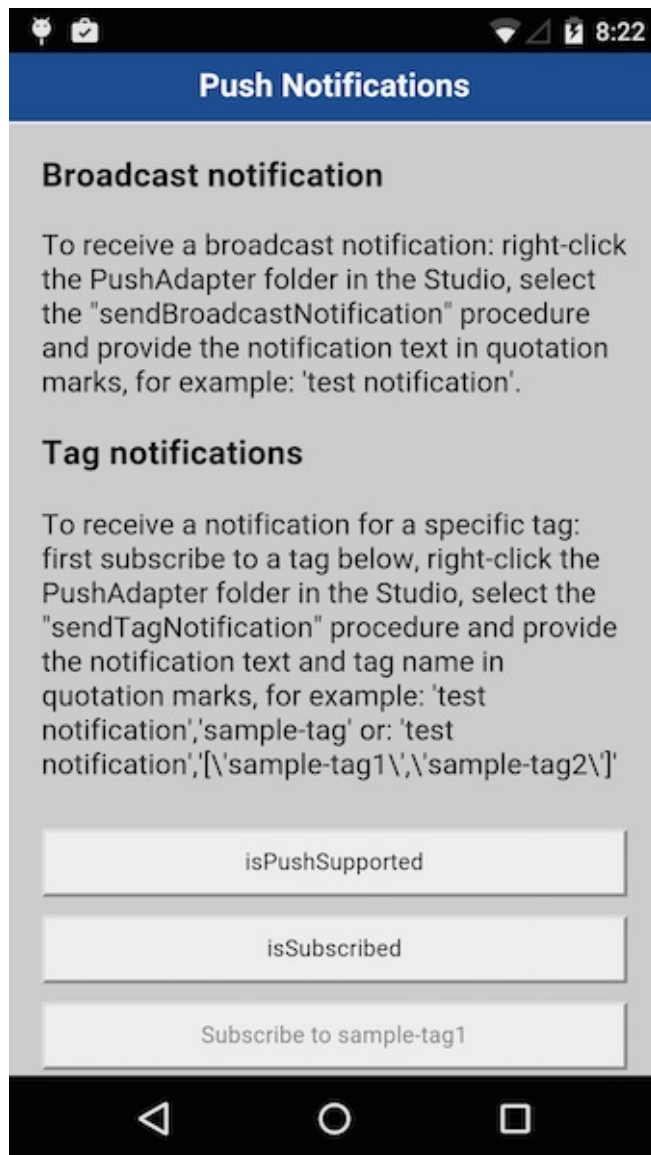 8:22
Push Notifications
Broadcast notification
To receive a broadcast notification: right-click
the PushAdapter folder in the Studio, select
the "sendBroadcastNotification" procedure
and provide the notification text in quotation
marks, for example: 'test notification'.
Tag notifications
To receive a notification for a specific tag:
first subscribe to a tag below, right-click the
PushAdapter folder in the Studio, select the
"sendTagNotification" procedure and provide
the notification text and tag name in
quotation marks, for example: 'test
notification','sample-tag' or: 'test
notification','[\'sample-tag1\',\'sample-tag2\']'
isPushSupported
isSubscribed
Subscribe to sample-tag1